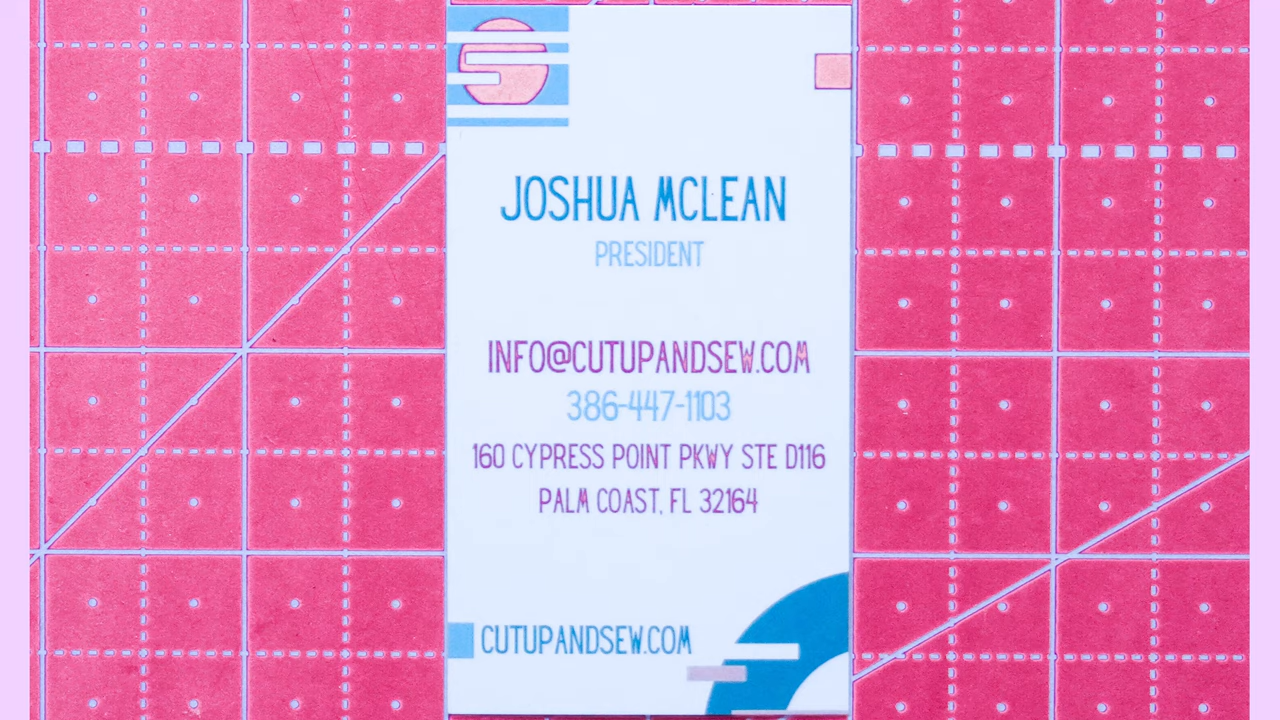 JOSHUA MCLEAN
PRESIDENT
INFO@CUTUPANDSEW.COM
386-447-1103
160 CYPRESS POINT PKWY STE D116
PALM COAST, FL 32164
CUTUPANDSEW.COM